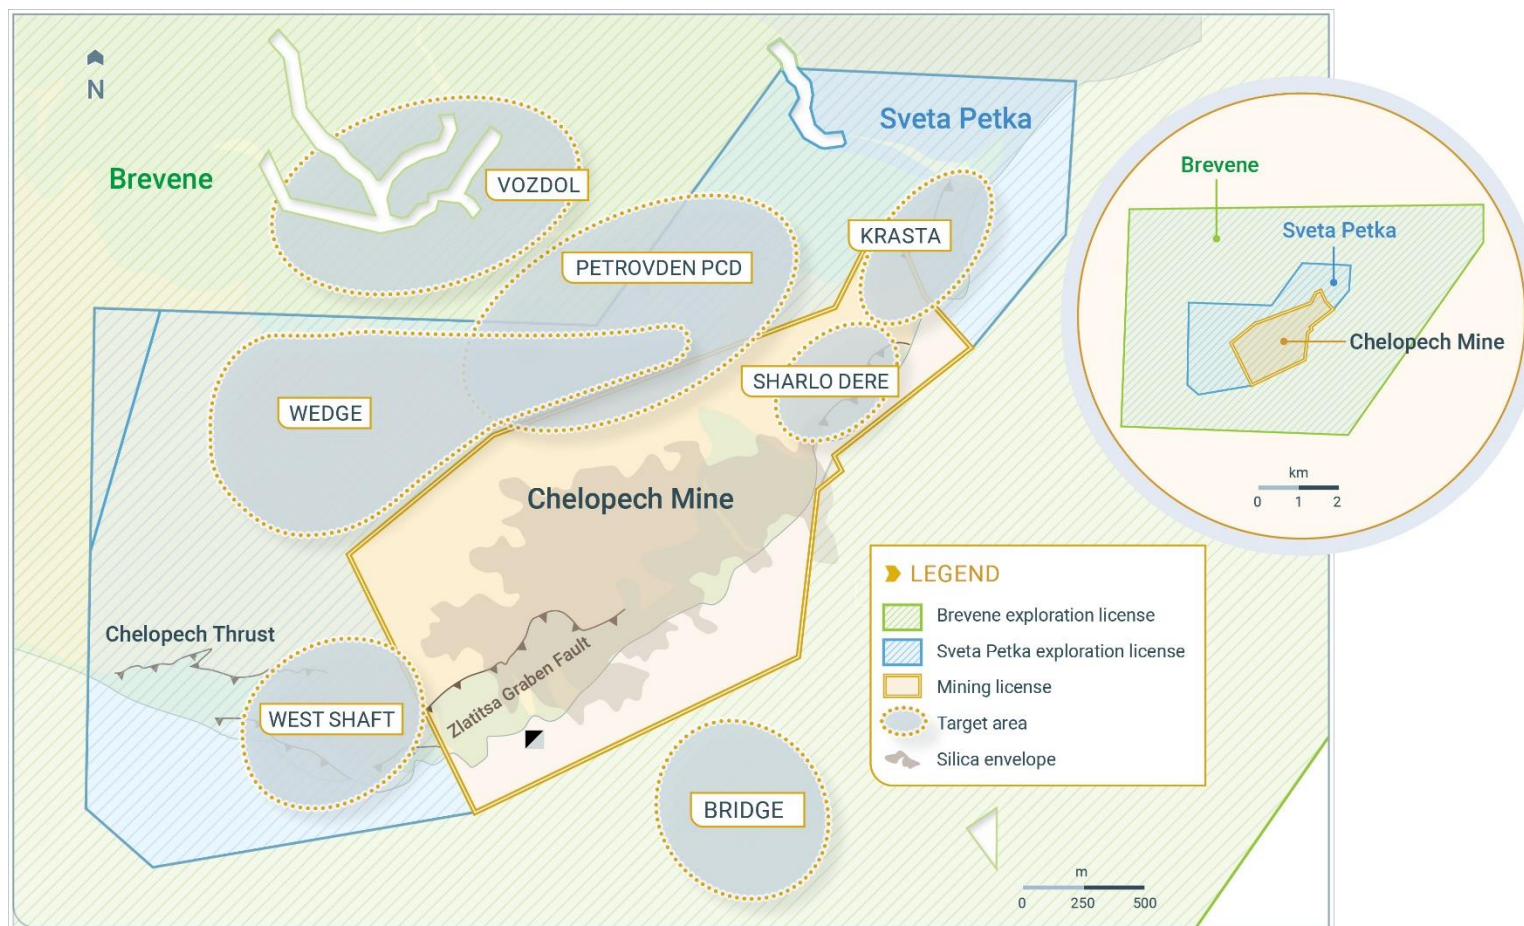 N
Brevene
Sveta Petka
VOZDOL
KRASTA
PETROVDEN PCD
SHARLO DERE
WEDGE
Chelopech Mine
Chelopech Thrust
Zlatitsa Graben Fault
WEST SHAFT
BRIDGE
Brevene
Sveta Petka
Chelopech Mine
km
0 1 2
LEGEND
Brevene exploration license
Sveta Petka exploration license
Mining license
Target area
Silica envelope
m
0 250 500